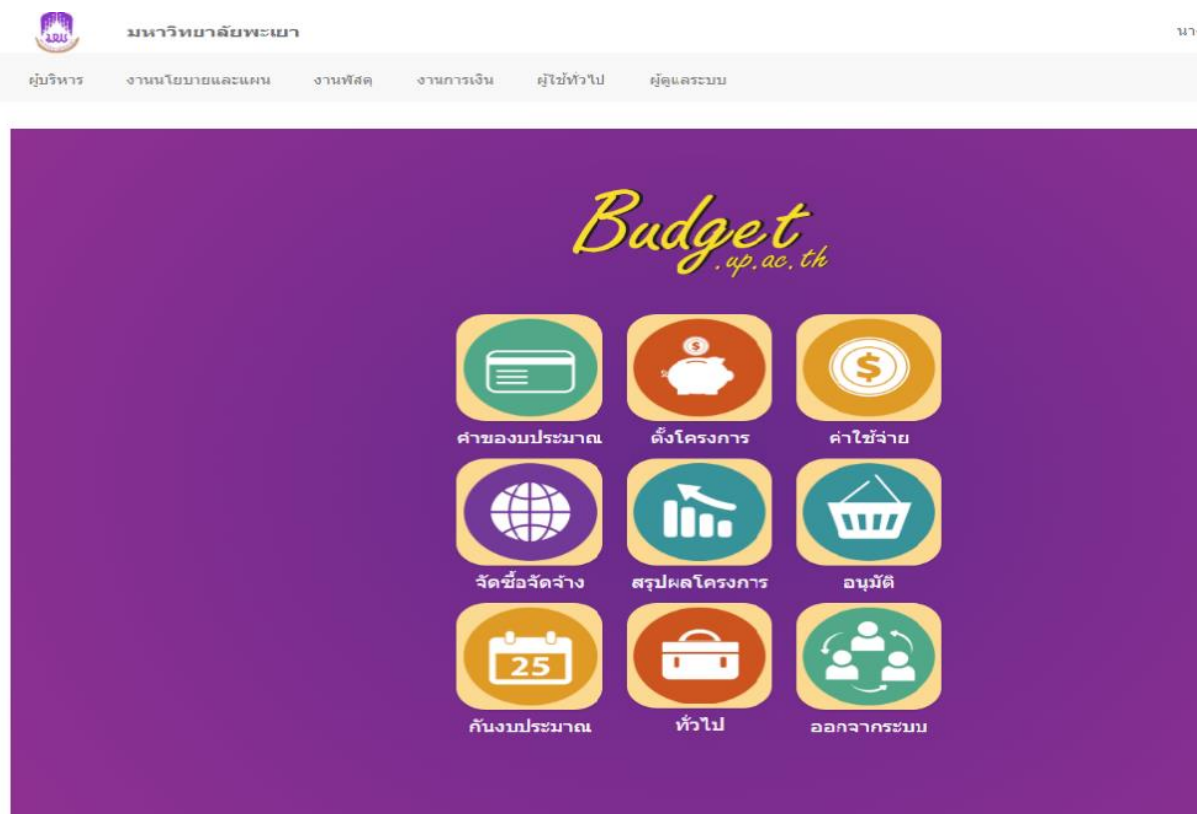 มหาวิทยาลัยพะเยา
ผู้บริหาร งานนโยบายและแผน งานพัสดุ งานการเงิน ผู้ใช้ทั่วไป ผู้ดูแลระบบ
Budget
.up.ac.th
คำของบประมาณ ตั้งโครงการ ค่าใช้จ่าย
จัดซื้อจัดจ้าง สรุปผลโครงการ อนุมัติ
25
กันงบประมาณ ทั่วไป ออกจากระบบ